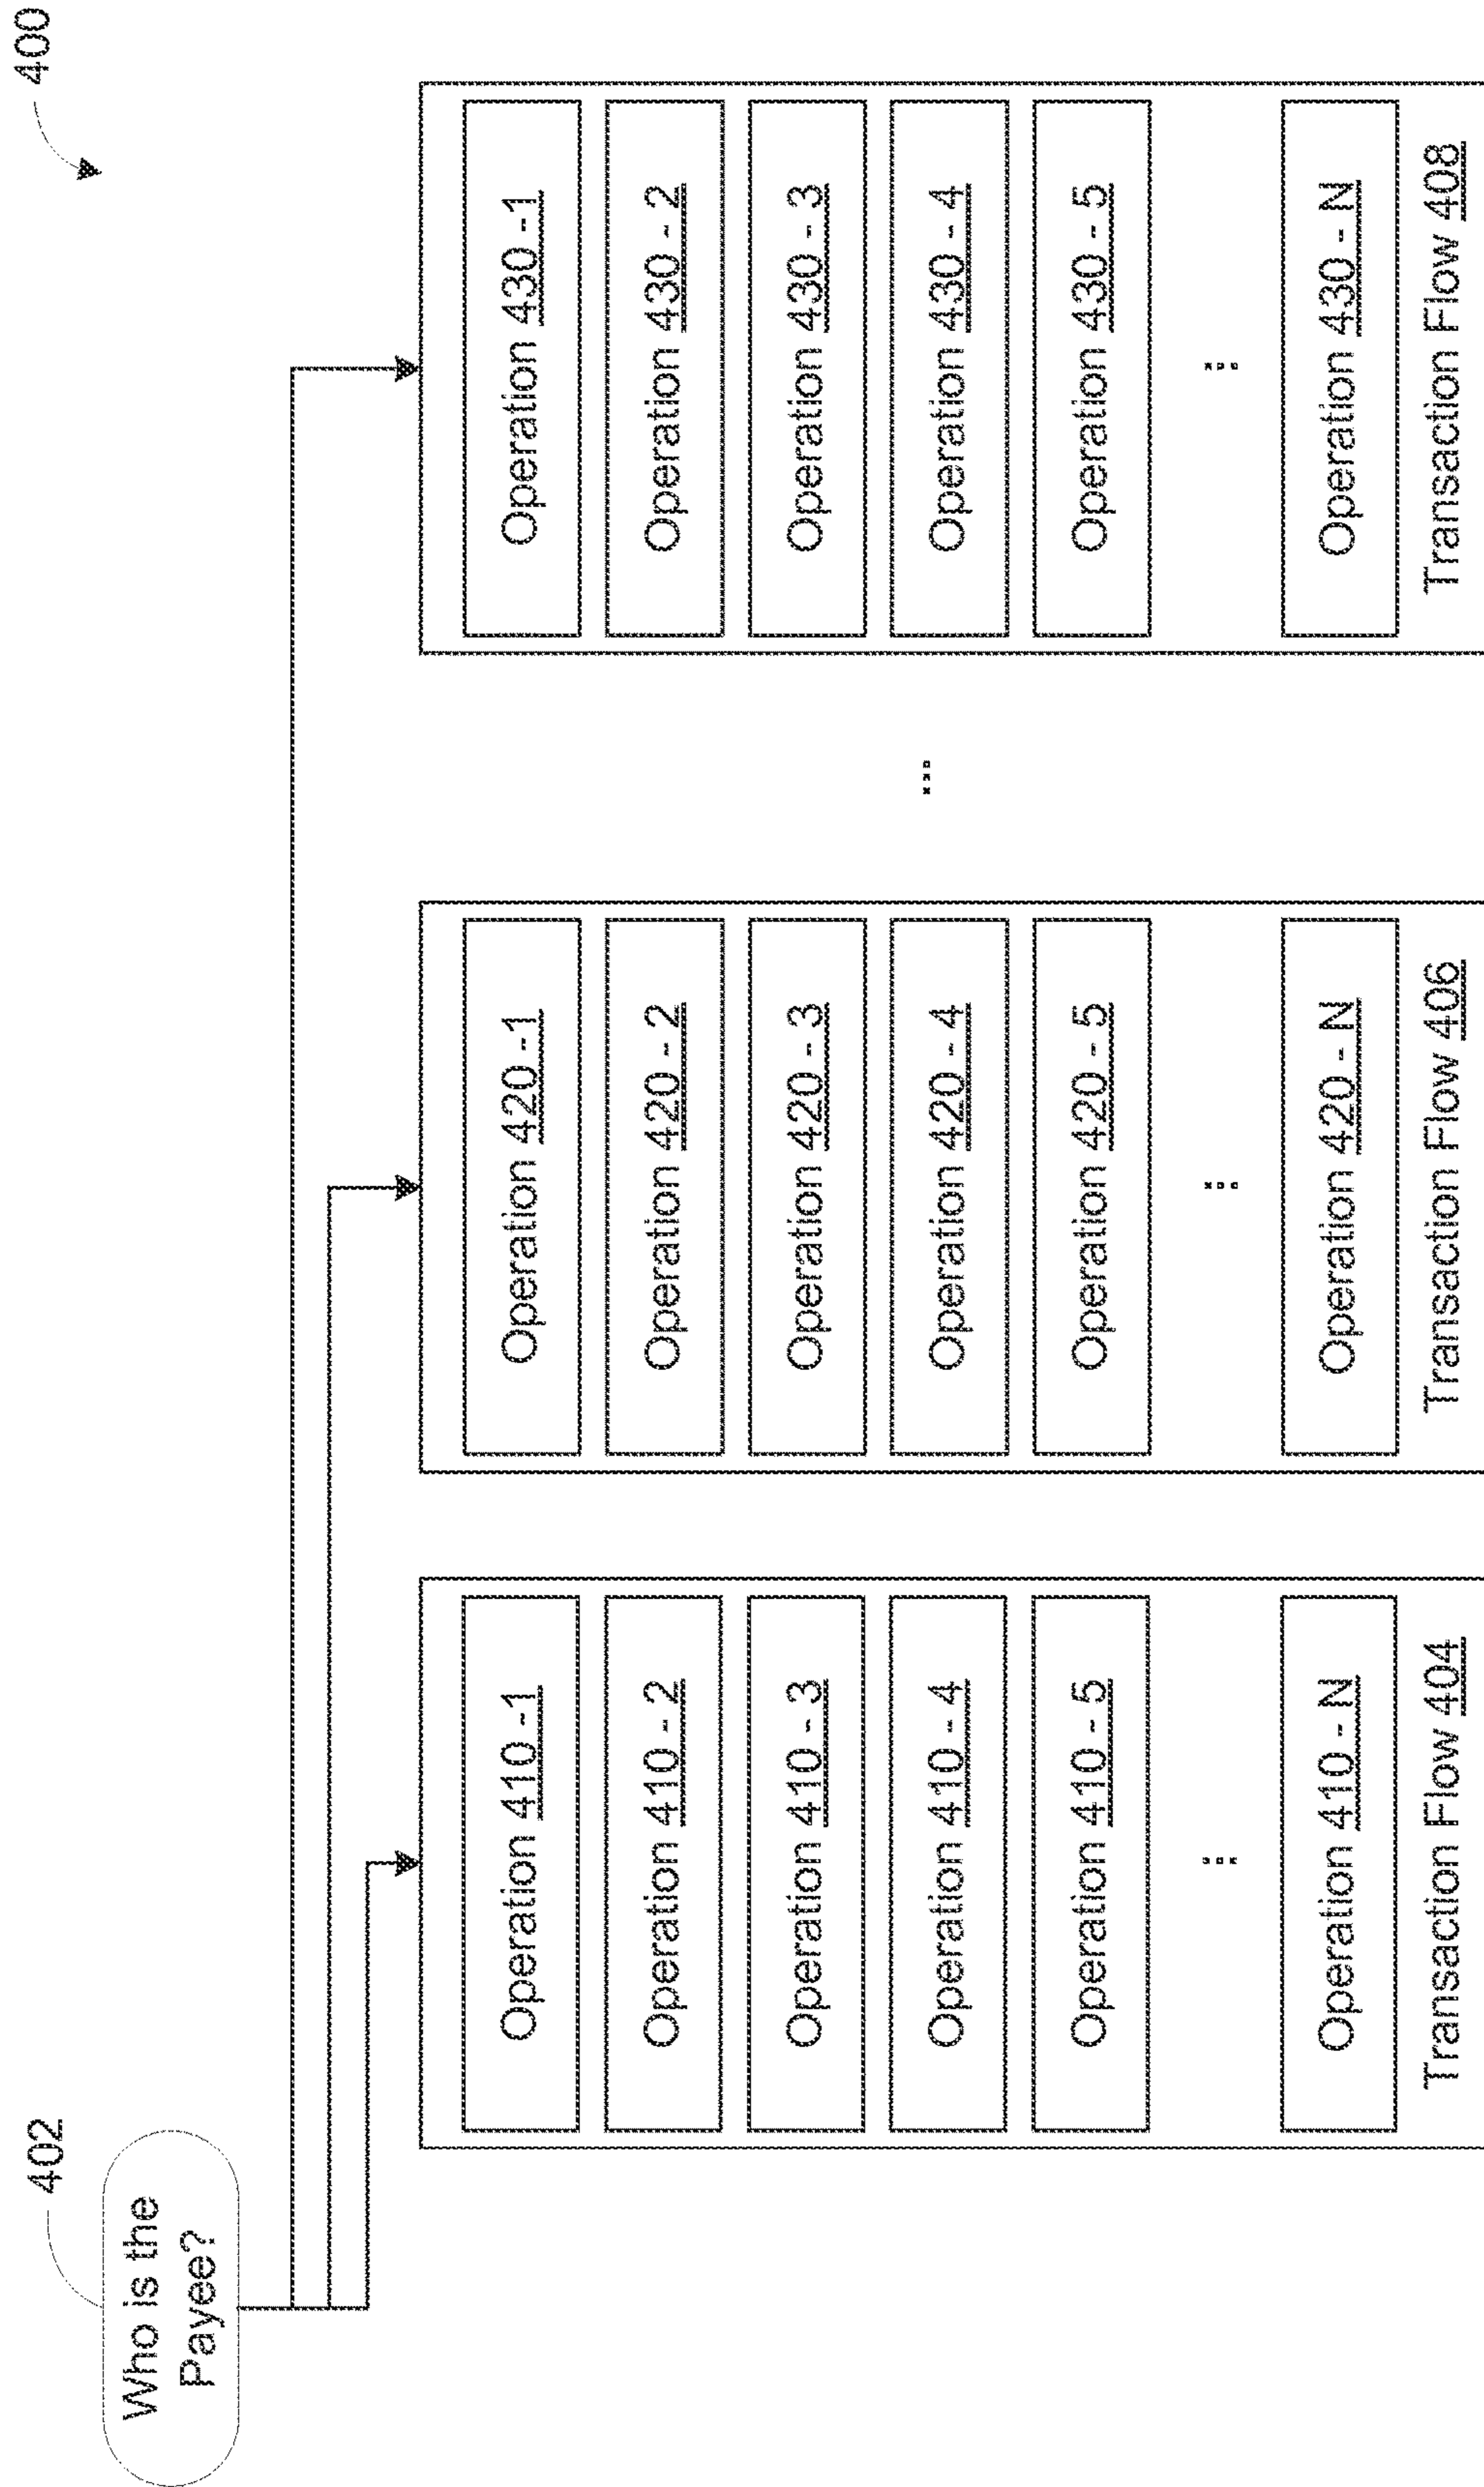 400
402
Who is the
Payee?
Operation 410 -1
Operation 410 - 2
Operation 410 - 3
Operation 410 - 4
Operation 410 - 5
...
Operation 410 - N
Transaction Flow 404
Operation 420 -1
Operation 420 - 2
Operation 420 - 3
Operation 420 - 4
Operation 420 - 5
...
Operation 420 - N
Transaction Flow 406
...
Operation 430 -1
Operation 430 - 2
Operation 430 - 3
Operation 430 - 4
Operation 430 - 5
...
Operation 430 - N
Transaction Flow 408